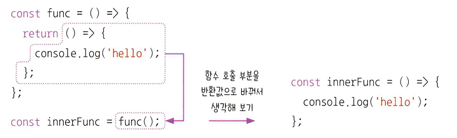 const func = () => {
  return () => {
    console.log('hello');
  };
};
const innerFunc = func();
함수 호출 부분을
반환값으로 바꿔서
생각해 보기
const innerFunc = () => {
  console.log('hello');
};